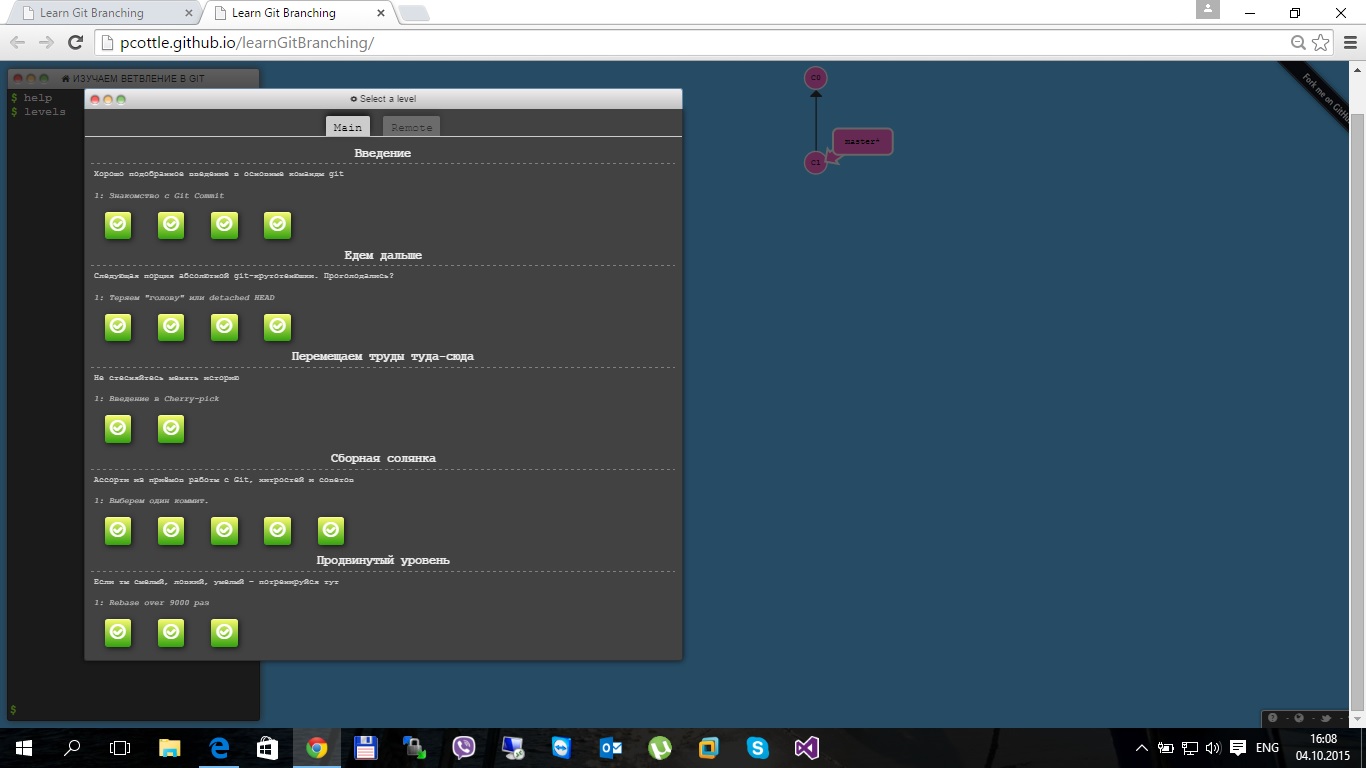 Learn Git Branching
Learn Git Branching
pcottle.github.io/learnGitBranching/
ИЗУЧАЕМ ВЕТВЛЕНИЕ В GIT
$ help
$ levels
Select a level
Main Remote
Введение
Хорошо подобранное введение в основные команды git
1: Знакомство с Git Commit
Едем дальше
Следующая порция абсолютной git-крутотенюшки. Проголодались?
1: Теряем "голову" или detached HEAD
Перемещаем труды туда-сюда
Не стесняйтесь менять историю
1: Введение в Cherry-pick
Сборная солянка
Ассорти из приёмов работы с Git, хитростей и советов
1: Выберем один коммит.
Продвинутый уровень
Если ты смелый, ловкий, умелый - потренируйся тут
1: Rebase over 9000 раз
$
C0
master*
C1
Fork me on GitHub
ENG
16:08
04.10.2015